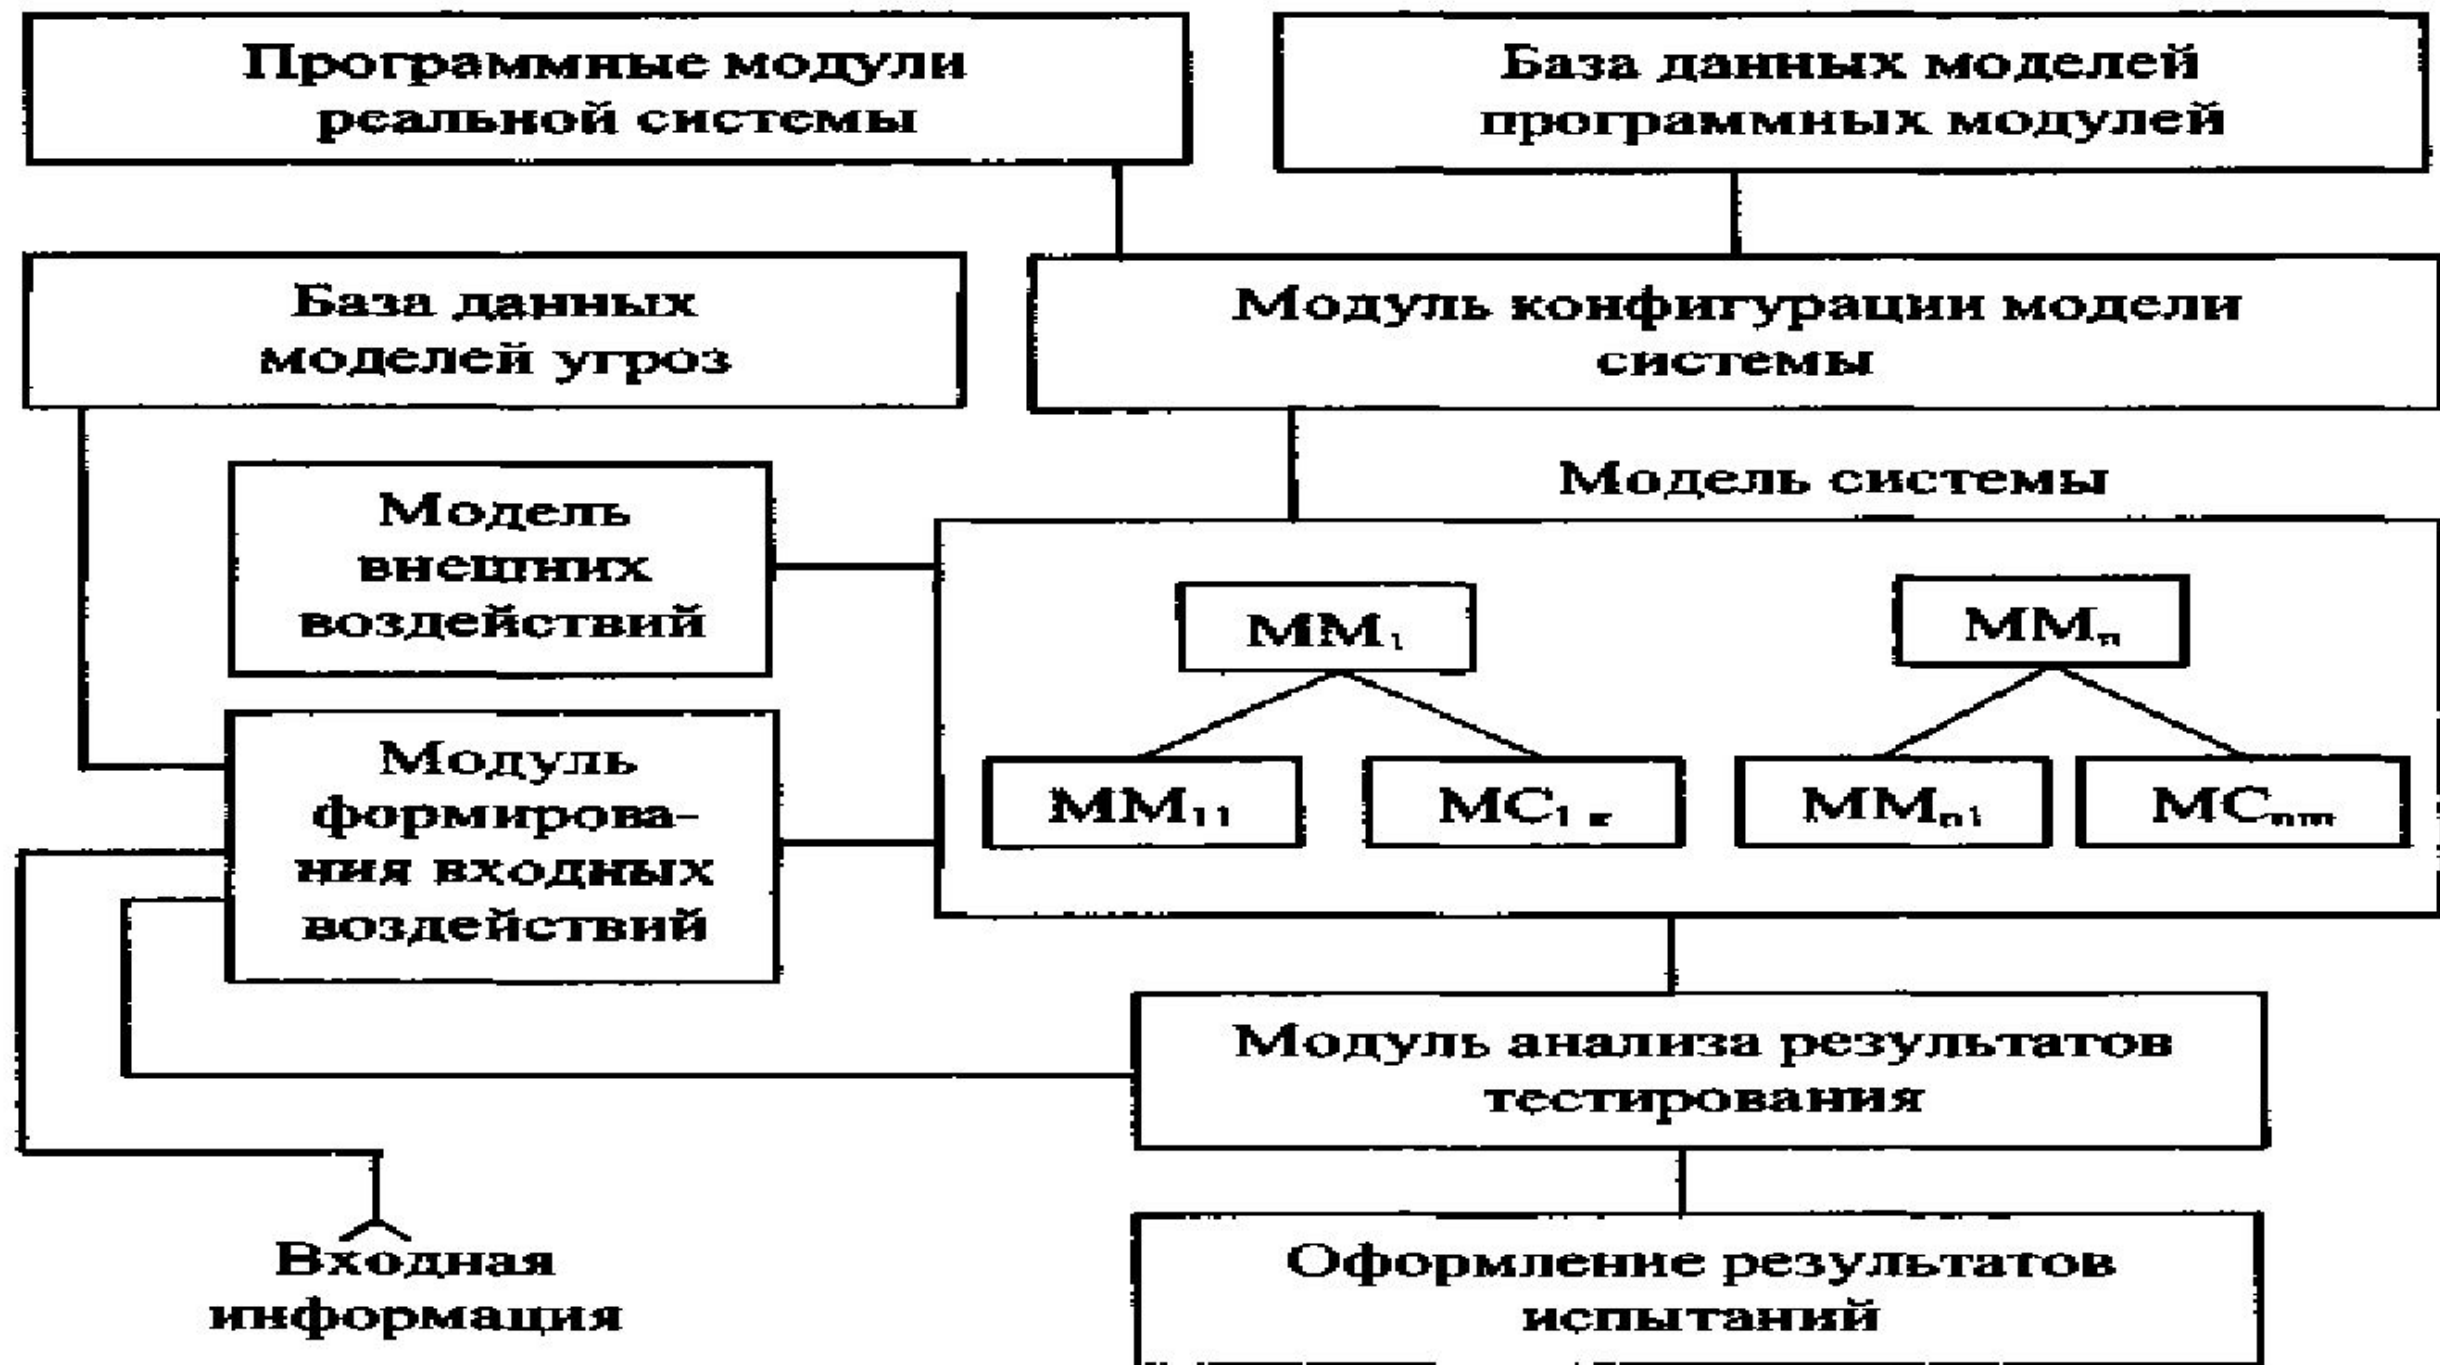 Программные модули
реальной системы
База данных моделей
программных модулей
База данных
моделей угроз
Модуль конфигурации модели
системы
Модель системы
Модель
внешних
воздействий
ММ₁
ММₙ
Модуль
формирова-
ния входных
воздействий
ММ₁₁
МС₁ к
ММₙ₁
МСₙₘ
Модуль анализа результатов
тестирования
Входная
информация
Оформление результатов
испытаний